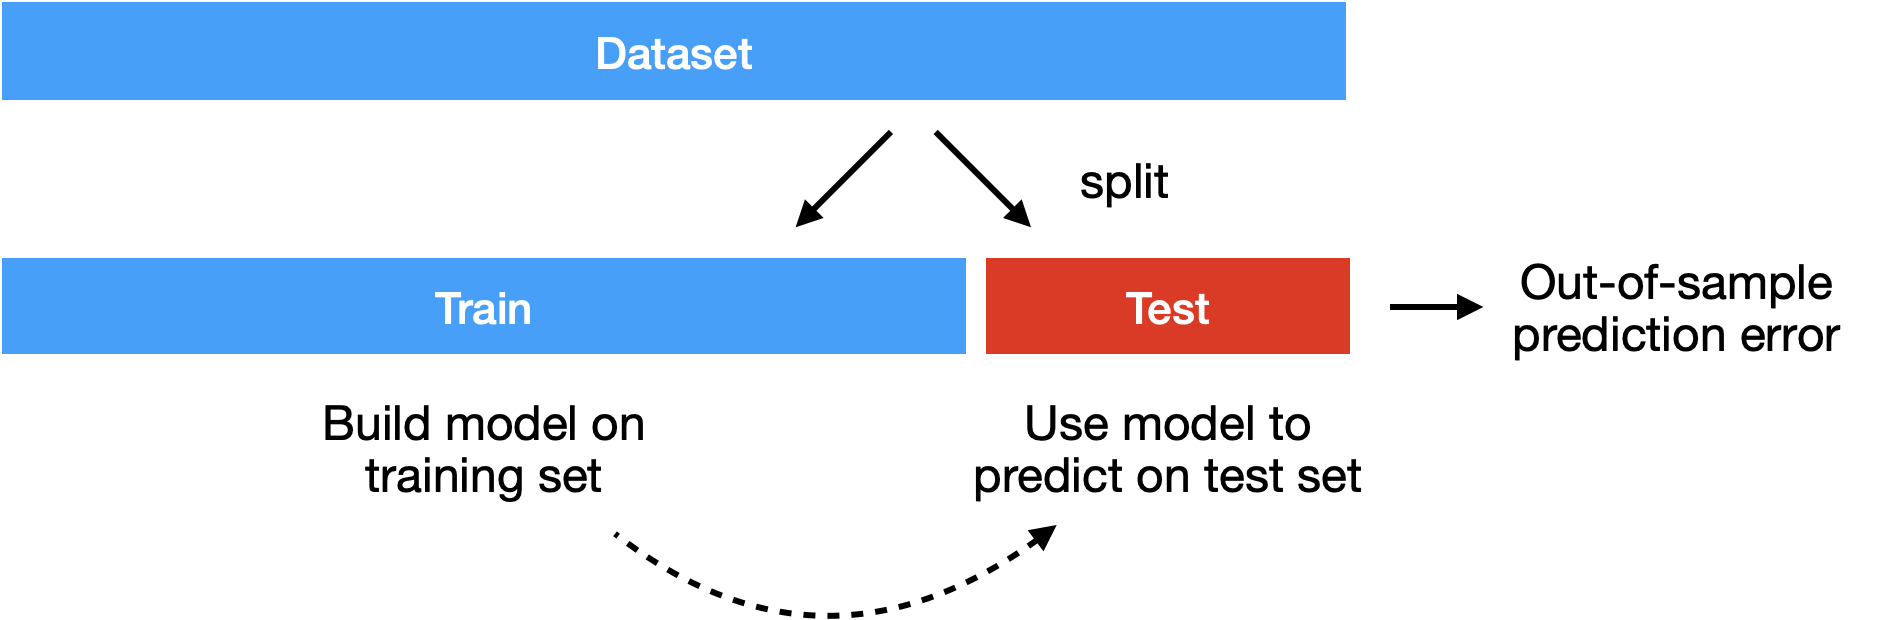 Dataset
split
Train
Test
Out-of-sample
prediction error
Build model on
training set
Use model to
predict on test set